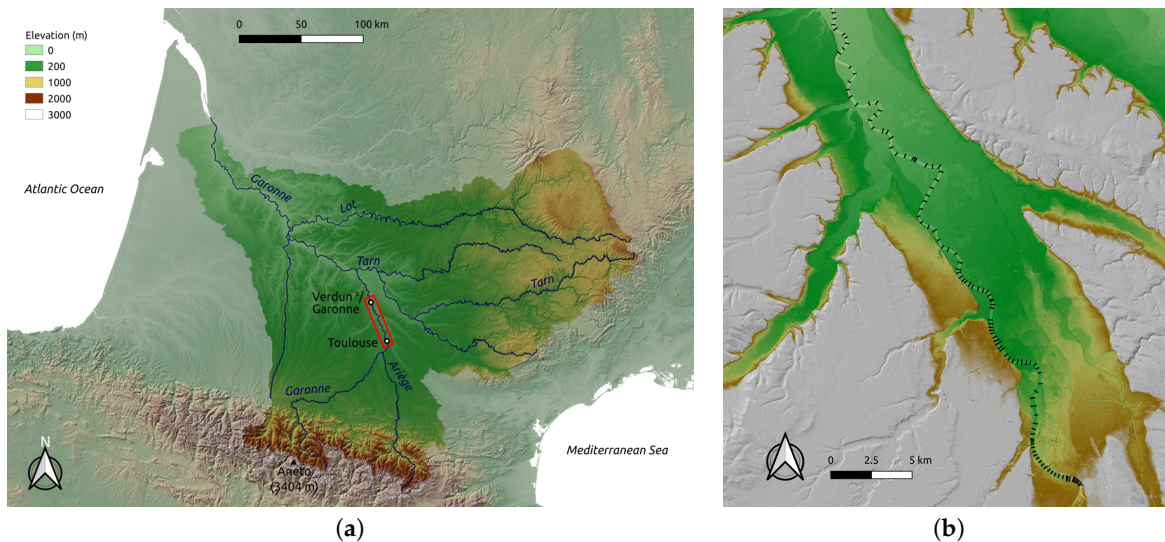 Elevation (m)
0
200
1000
2000
3000
0 50 100 km
Atlantic Ocean
Garonne
Lot
Tarn
Tarn
Verdun /
Garonne
Toulouse
Ariège
Garonne
Aneto
(3404 m)
Mediterranean Sea
N
(a)
0 2.5 5 km
(b)